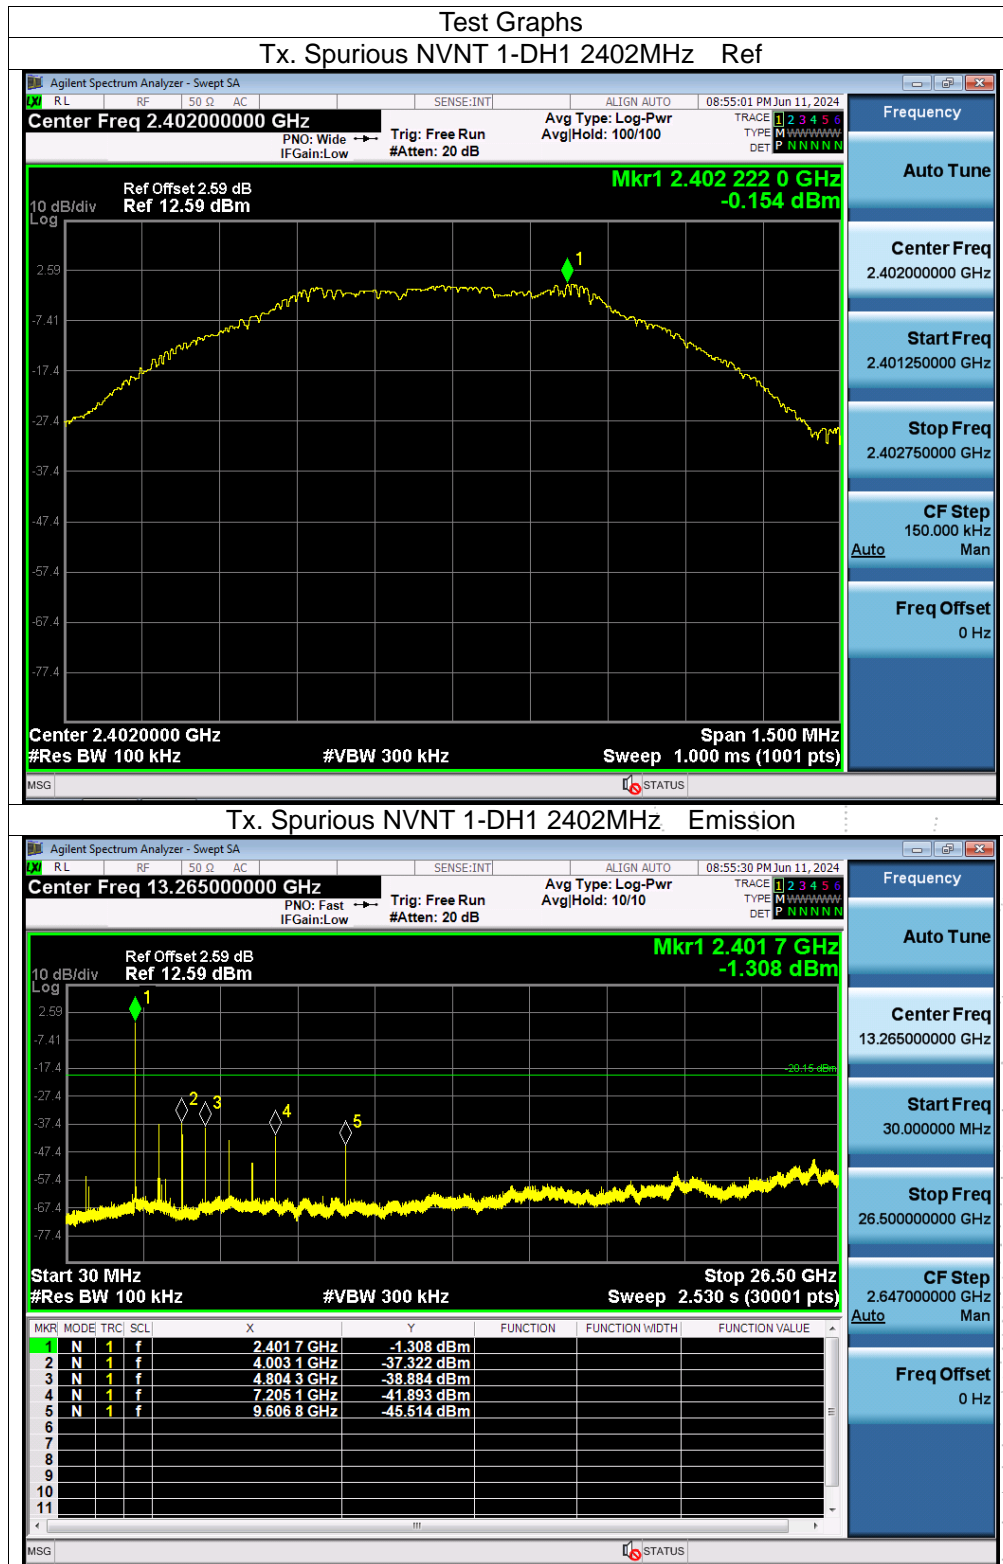 Test Graphs
Tx. Spurious NVNT 1-DH1 2402MHz Ref
Agilent Spectrum Analyzer - Swept SA
LXI RL RF 50 Ω AC SENSE:INT ALIGN AUTO 08:55:01 PM Jun 11, 2024
Center Freq 2.402000000 GHz
PNO: Wide
IFGain:Low
Trig: Free Run
#Atten: 20 dB
Avg Type: Log-Pwr
Avg|Hold: 100/100
TRACE 1 2 3 4 5 6
TYPE M W W W W W
DET P N N N N N
Ref Offset 2.59 dB
10 dB/div Ref 12.59 dBm
Log
Mkr1 2.402 222 0 GHz
-0.154 dBm
1
2.59
-7.41
-17.4
-27.4
-37.4
-47.4
-57.4
-67.4
-77.4
Center 2.4020000 GHz Span 1.500 MHz
#Res BW 100 kHz #VBW 300 kHz Sweep 1.000 ms (1001 pts)
MSG STATUS
Frequency
Auto Tune
Center Freq
2.402000000 GHz
Start Freq
2.401250000 GHz
Stop Freq
2.402750000 GHz
CF Step
150.000 kHz
Auto Man
Freq Offset
0 Hz
Tx. Spurious NVNT 1-DH1 2402MHz Emission
Agilent Spectrum Analyzer - Swept SA
LXI RL RF 50 Ω AC SENSE:INT ALIGN AUTO 08:55:30 PM Jun 11, 2024
Center Freq 13.265000000 GHz
PNO: Fast
IFGain:Low
Trig: Free Run
#Atten: 20 dB
Avg Type: Log-Pwr
Avg|Hold: 10/10
TRACE 1 2 3 4 5 6
TYPE M W W W W W
DET P N N N N N
Ref Offset 2.59 dB
10 dB/div Ref 12.59 dBm
Log
Mkr1 2.401 7 GHz
-1.308 dBm
1
2.59
-7.41
-17.4
-20.15 dBm
-27.4
2 3 4 5
-37.4
-47.4
-57.4
-67.4
-77.4
Start 30 MHz Stop 26.50 GHz
#Res BW 100 kHz #VBW 300 kHz Sweep 2.530 s (30001 pts)
MKR MODE TRC SCL X Y FUNCTION FUNCTION WIDTH FUNCTION VALUE
1 N 1 f 2.401 7 GHz -1.308 dBm
2 N 1 f 4.003 1 GHz -37.322 dBm
3 N 1 f 4.804 3 GHz -38.884 dBm
4 N 1 f 7.205 1 GHz -41.893 dBm
5 N 1 f 9.606 8 GHz -45.514 dBm
6
7
8
9
10
11
MSG STATUS
Frequency
Auto Tune
Center Freq
13.265000000 GHz
Start Freq
30.000000 MHz
Stop Freq
26.500000000 GHz
CF Step
2.647000000 GHz
Auto Man
Freq Offset
0 Hz